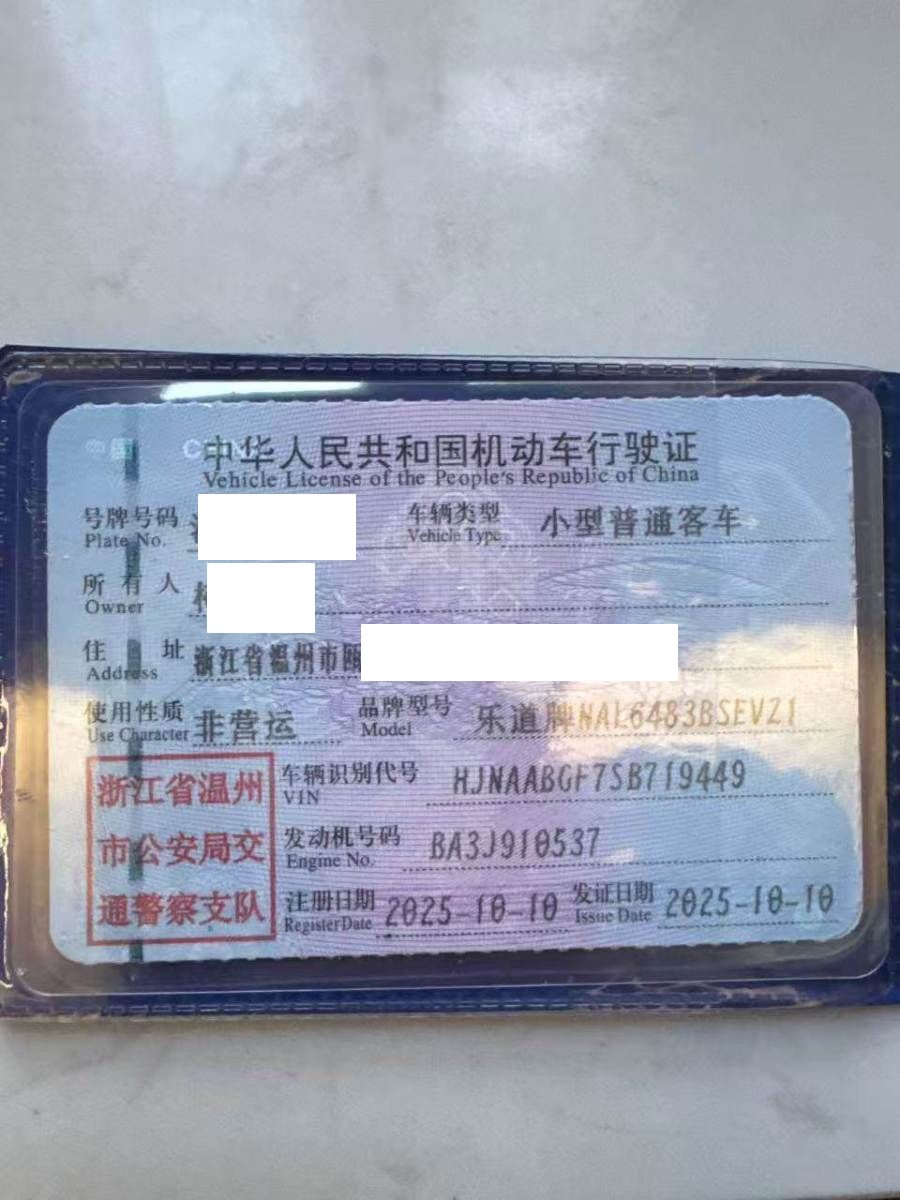 中华人民共和国机动车行驶证
Vehicle License of the People's Republic of China
号牌号码 车辆类型 小型普通客车
Plate No. Vehicle Type
所有人
Owner
住址 浙江省温州市瓯
Address
使用性质 非营运 品牌型号 乐道牌NAL6483BSEV21
Use Character Model
车辆识别代号 HJNAABGF7SB719449
VIN
发动机号码 BA3J910537
Engine No.
注册日期 2025-10-10 发证日期 2025-10-10
Register Date Issue Date
浙江省温州
市公安局交
通警察支队